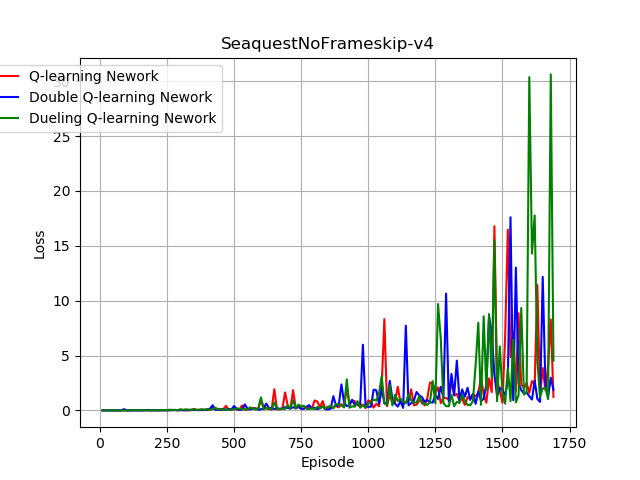 SeaquestNoFrameskip-v4
Q-learning Nework
Double Q-learning Nework
Dueling Q-learning Nework
30
25
20
15
10
5
0
Loss
0 250 500 750 1000 1250 1500 1750
Episode